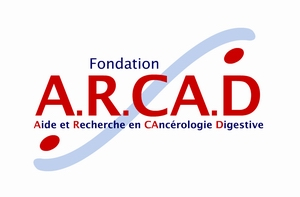 Fondation
A.R.CA.D
Aide et Recherche en CAncérologie Digestive